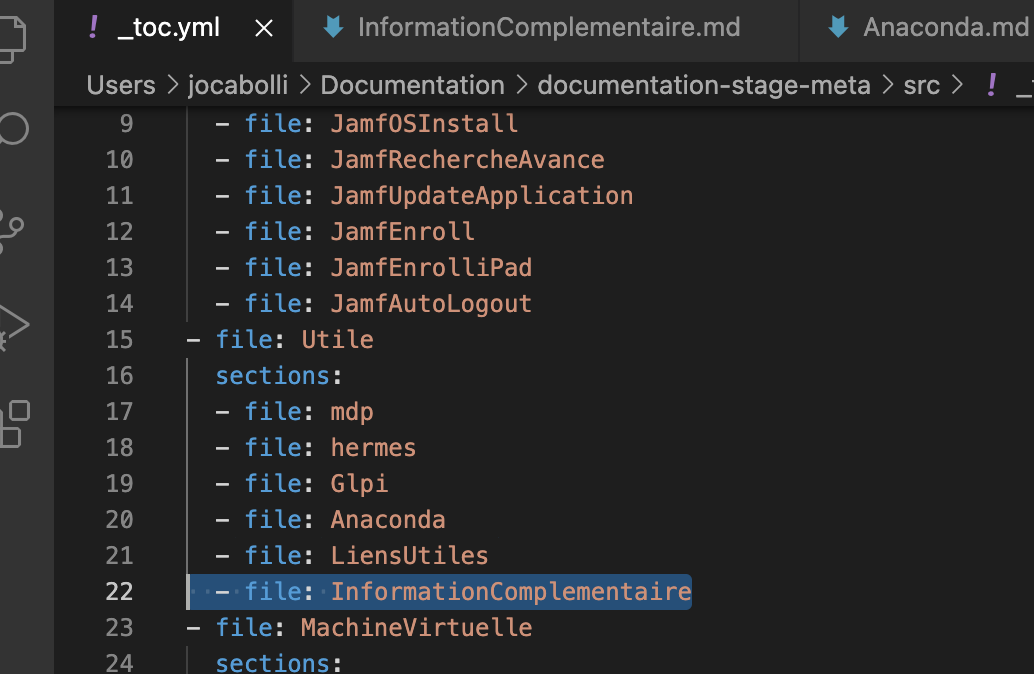 ! _toc.yml × InformationComplementaire.md Anaconda.md
Users > jocabolli > Documentation > documentation-stage-meta > src > ! _
9 - file: JamfOSInstall
10 - file: JamfRechercheAvance
11 - file: JamfUpdateApplication
12 - file: JamfEnroll
13 - file: JamfEnrolliPad
14 - file: JamfAutoLogout
15 - file: Utile
16 sections:
17 - file: mdp
18 - file: hermes
19 - file: Glpi
20 - file: Anaconda
21 - file: LiensUtiles
22 - file: InformationComplementaire
23 - file: MachineVirtuelle
24 sections: